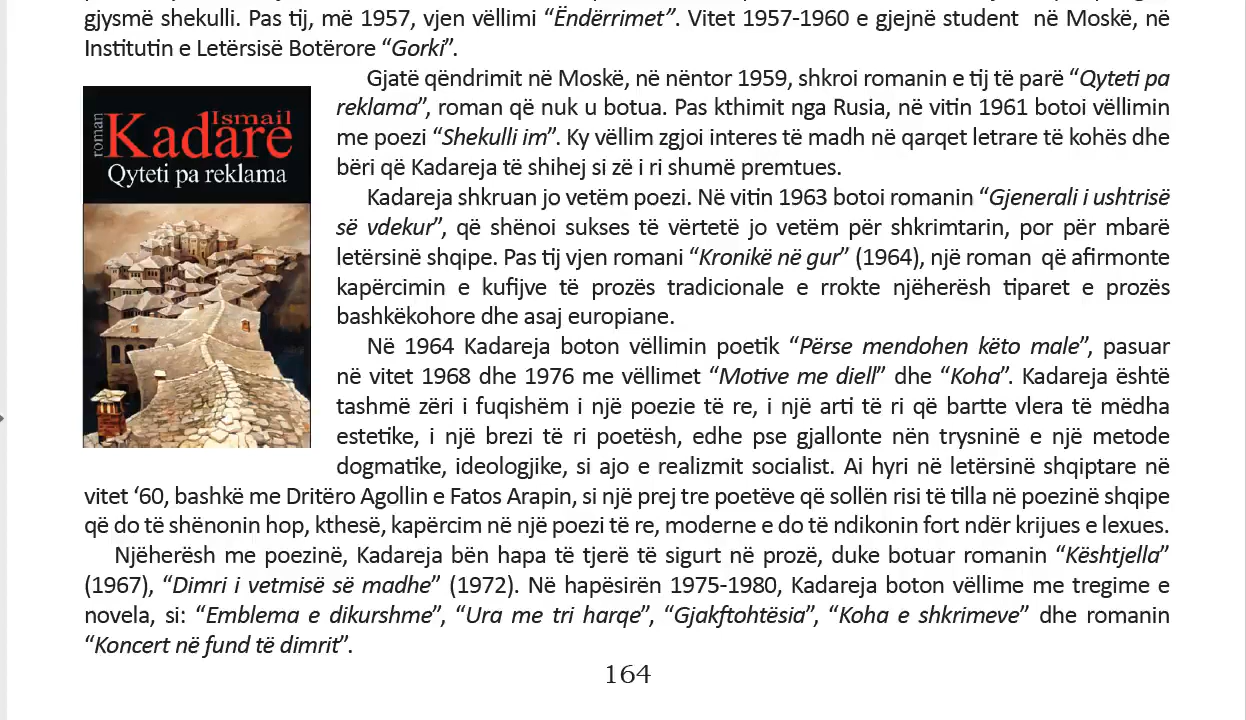 gjysmë shekulli. Pas tij, më 1957, vjen vëllimi “Ëndërrimet”. Vitet 1957-1960 e gjejnë student në Moskë, në
Institutin e Letërsisë Botërore “Gorki”.
roman
Ismail
Kadare
Qyteti pa reklama
Gjatë qëndrimit në Moskë, në nëntor 1959, shkroi romanin e tij të parë “Qyteti pa
reklama”, roman që nuk u botua. Pas kthimit nga Rusia, në vitin 1961 botoi vëllimin
me poezi “Shekulli im”. Ky vëllim zgjoi interes të madh në qarqet letrare të kohës dhe
bëri që Kadareja të shihej si zë i ri shumë premtues.
Kadareja shkruan jo vetëm poezi. Në vitin 1963 botoi romanin “Gjenerali i ushtrisë
së vdekur”, që shënoi sukses të vërtetë jo vetëm për shkrimtarin, por për mbarë
letërsinë shqipe. Pas tij vjen romani “Kronikë në gur” (1964), një roman që afirmonte
kapërcimin e kufijve të prozës tradicionale e rrokte njëherësh tiparet e prozës
bashkëkohore dhe asaj europiane.
Në 1964 Kadareja boton vëllimin poetik “Përse mendohen këto male”, pasuar
në vitet 1968 dhe 1976 me vëllimet “Motive me diell” dhe “Koha”. Kadareja është
tashmë zëri i fuqishëm i një poezie të re, i një arti të ri që bartte vlera të mëdha
estetike, i një brezi të ri poetësh, edhe pse gjallonte nën trysninë e një metode
dogmatike, ideologjike, si ajo e realizmit socialist. Ai hyri në letërsinë shqiptare në
vitet ‘60, bashkë me Dritëro Agollin e Fatos Arapin, si një prej tre poetëve që sollën risi të tilla në poezinë shqipe
që do të shënonin hop, kthesë, kapërcim në një poezi të re, moderne e do të ndikonin fort ndër krijues e lexues.
Njëherësh me poezinë, Kadareja bën hapa të tjerë të sigurt në prozë, duke botuar romanin “Kështjella”
(1967), “Dimri i vetmisë së madhe” (1972). Në hapësirën 1975-1980, Kadareja boton vëllime me tregime e
novela, si: “Emblema e dikurshme”, “Ura me tri harqe”, “Gjakftohtësia”, “Koha e shkrimeve” dhe romanin
“Koncert në fund të dimrit”.
164